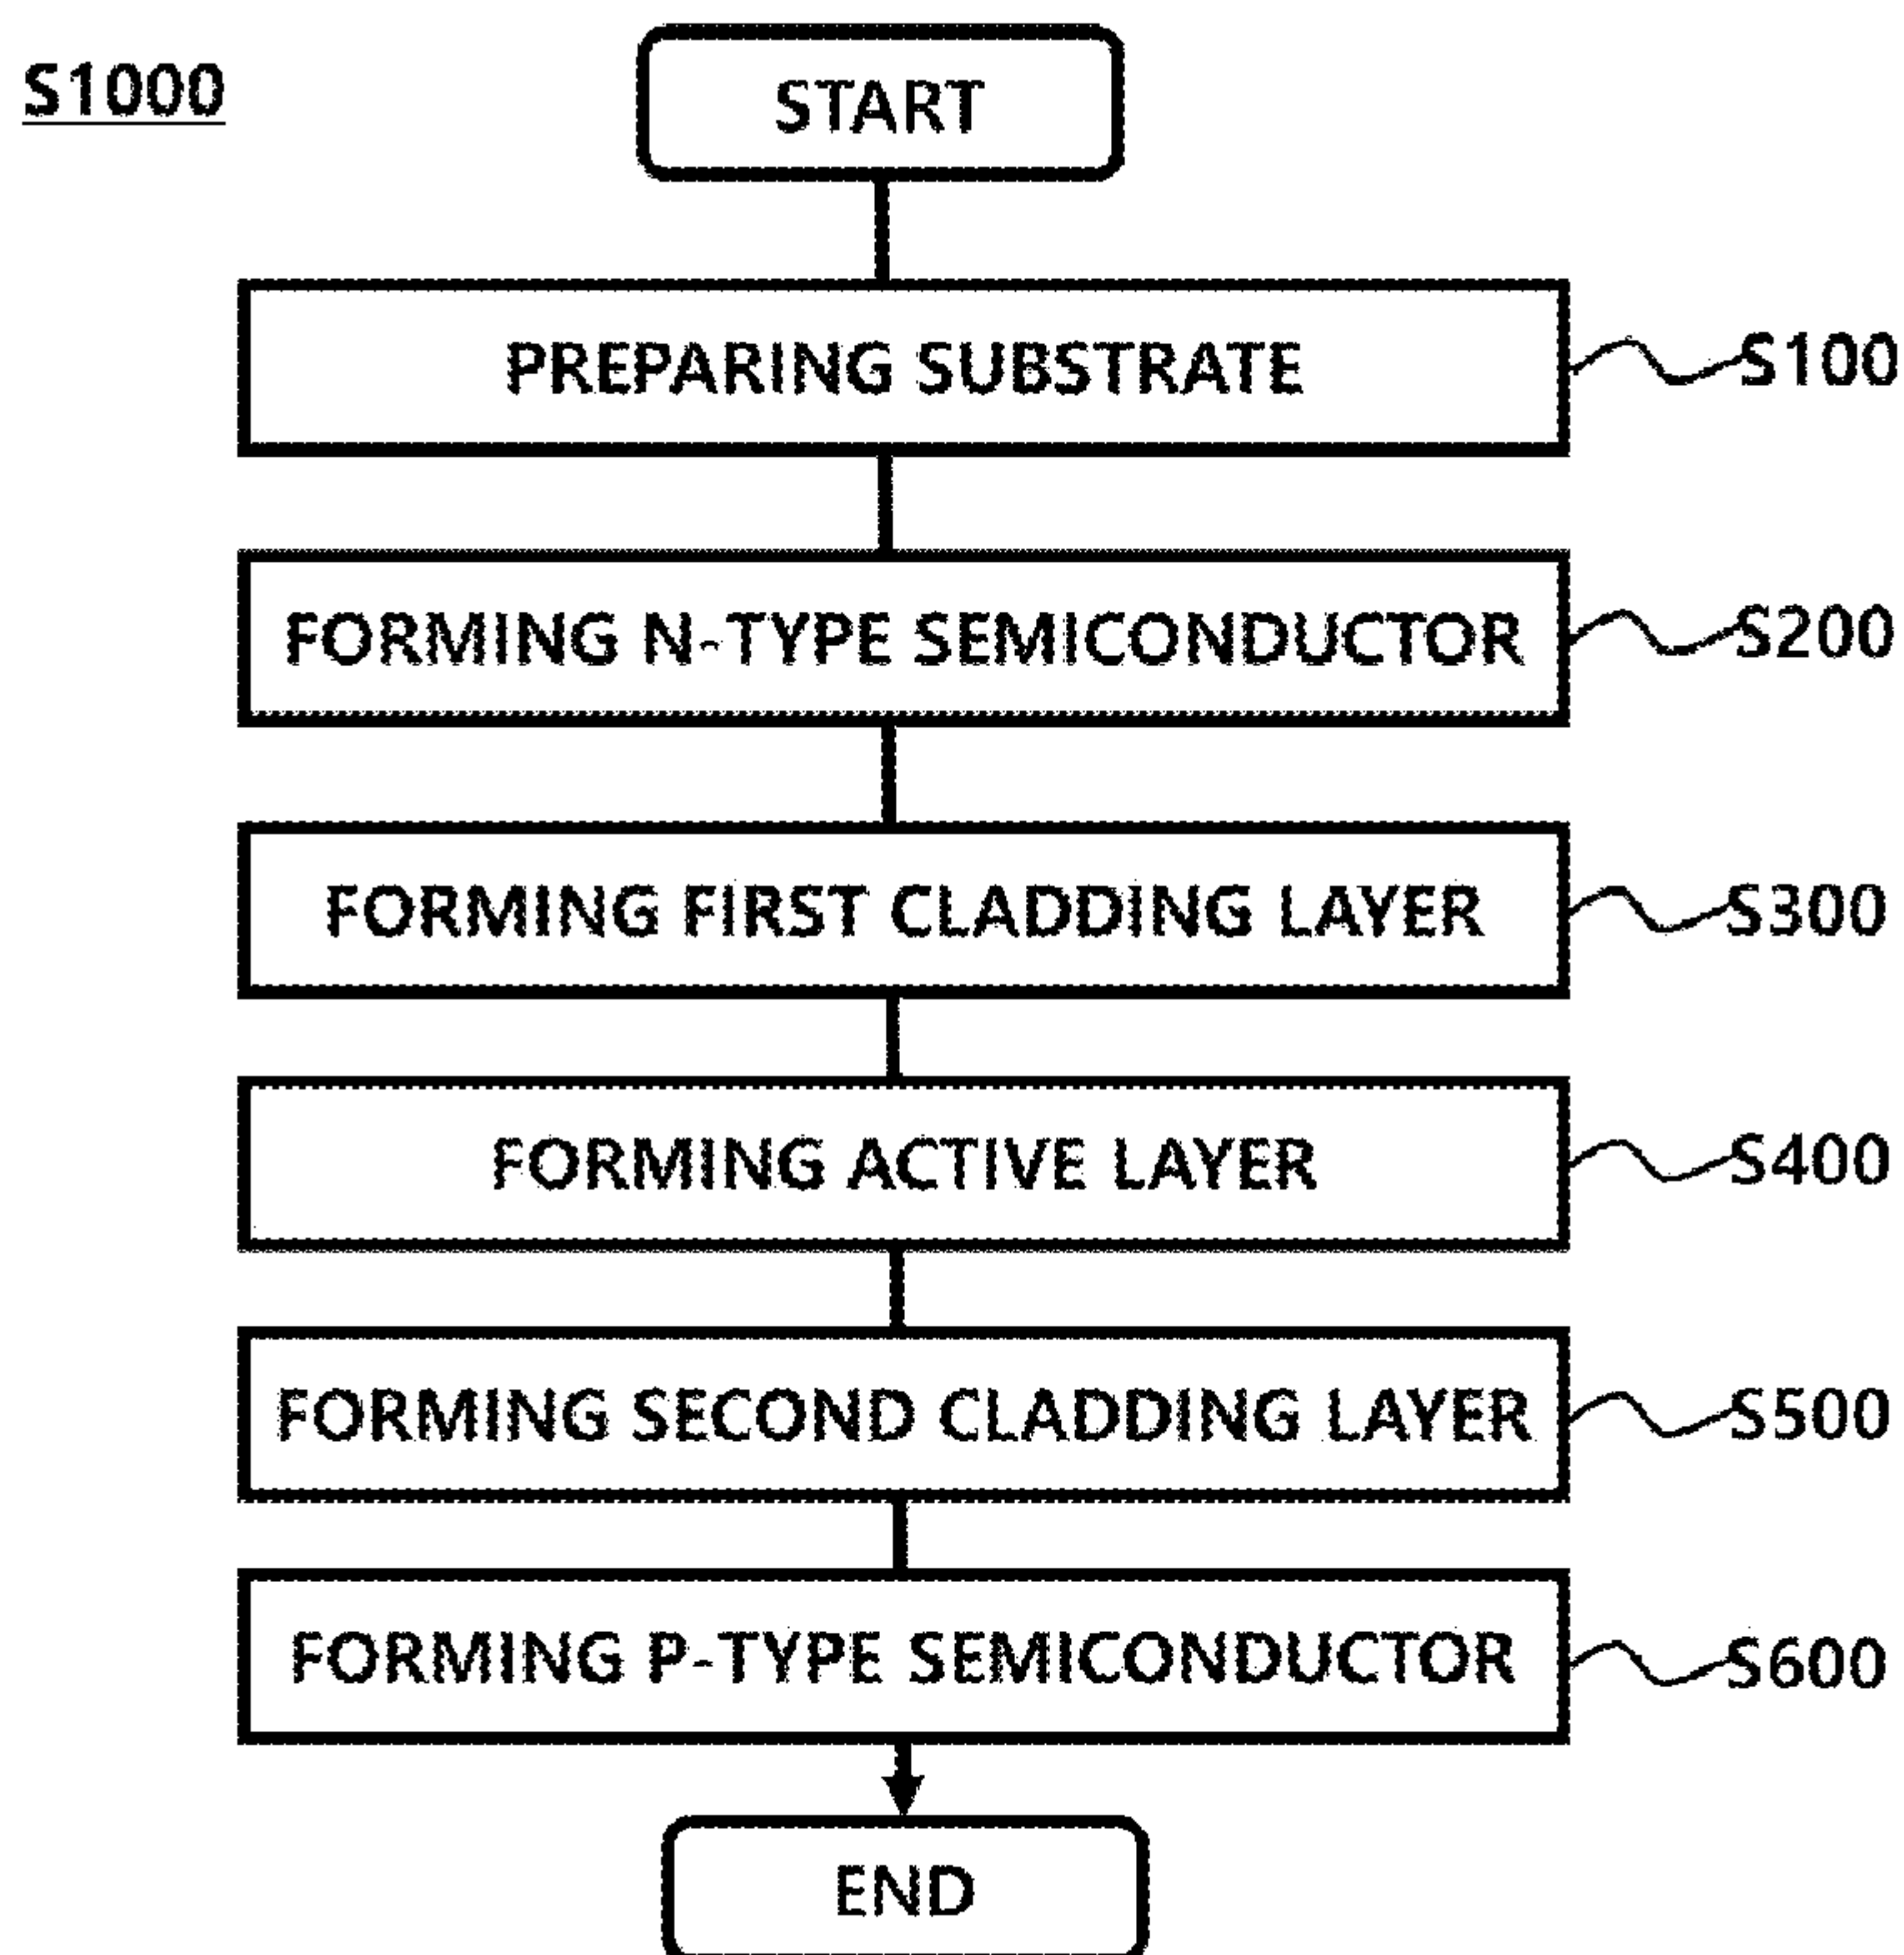 S1000
START
PREPARING SUBSTRATE
S100
FORMING N-TYPE SEMICONDUCTOR
S200
FORMING FIRST CLADDING LAYER
S300
FORMING ACTIVE LAYER
S400
FORMING SECOND CLADDING LAYER
S500
FORMING P-TYPE SEMICONDUCTOR
S600
END